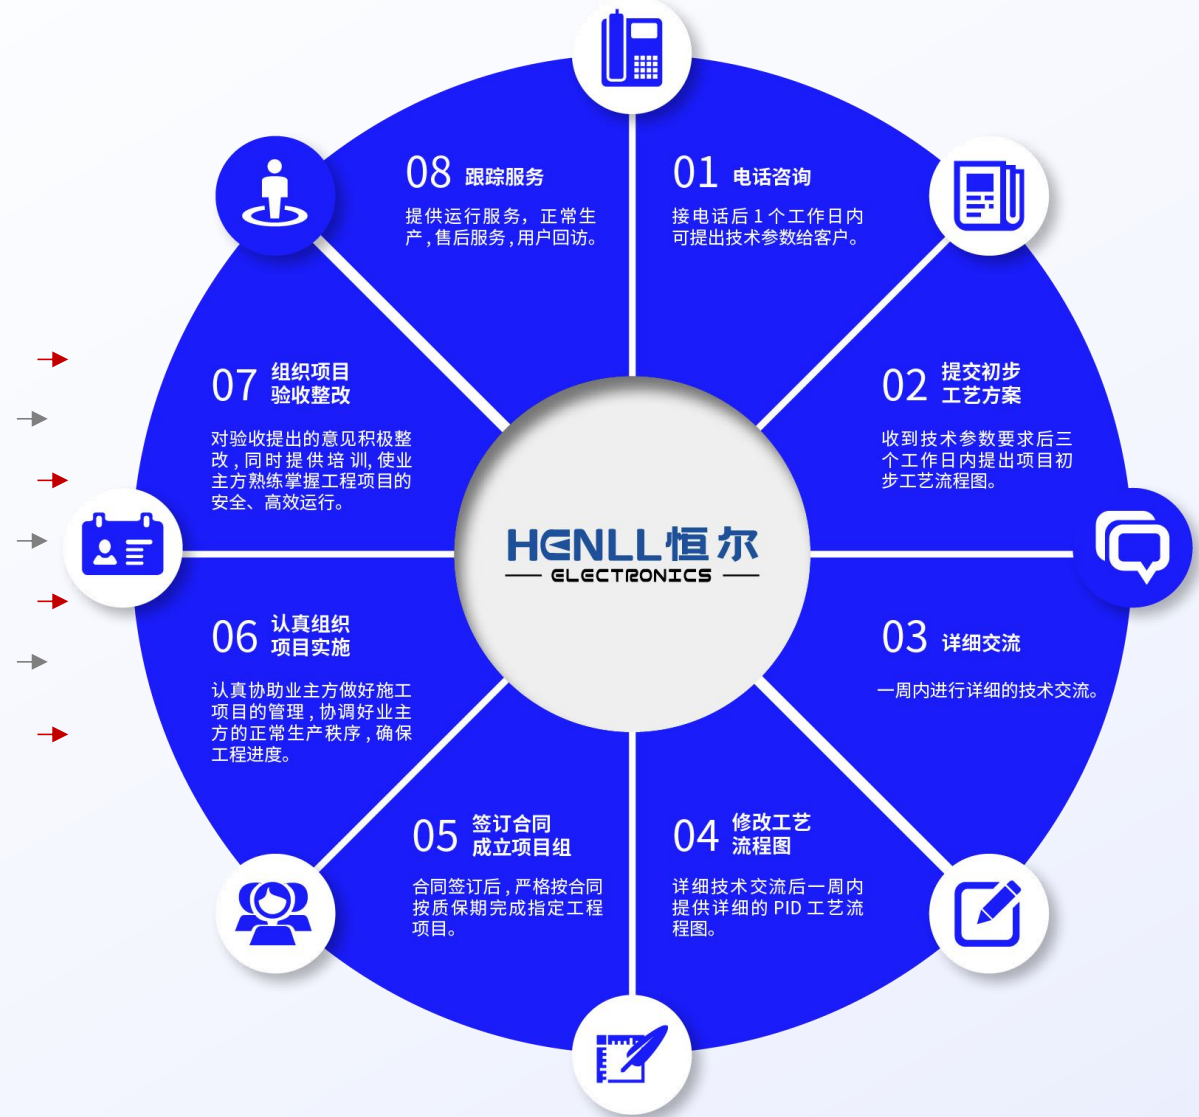 01 电话咨询
接电话后1个工作日内
可提出技术参数给客户。
02 提交初步
工艺方案
收到技术参数要求后三
个工作日内提出项目初
步工艺流程图。
03 详细交流
一周内进行详细的技术交流。
04 修改工艺
流程图
详细技术交流后一周内
提供详细的 PID 工艺流
程图。
05 签订合同
成立项目组
合同签订后,严格按合同
按质保期完成指定工程
项目。
06 认真组织
项目实施
认真协助业主方做好施工
项目的管理,协调好业主
方的正常生产秩序,确保
工程进度。
07 组织项目
验收整改
对验收提出的意见积极整
改,同时提供培训,使业
主方熟练掌握工程项目的
安全、高效运行。
08 跟踪服务
提供运行服务，正常生
产,售后服务,用户回访。
HENLL恒尔
ELECTRONICS